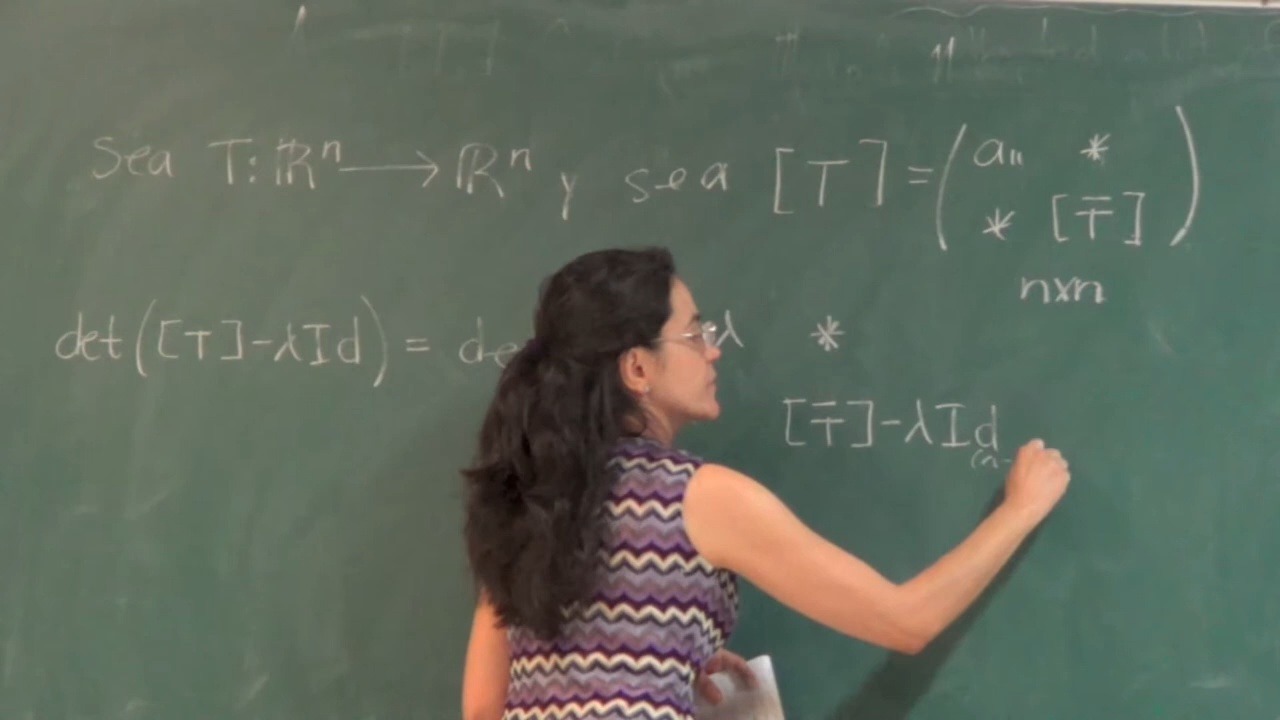 Sea T: ℝⁿ ⟶ ℝⁿ y sea [T] = ( a₁₁ *
* [T̄] )
n×n
det([T]-λId) = de λ *
[T̄]-λId
(n-